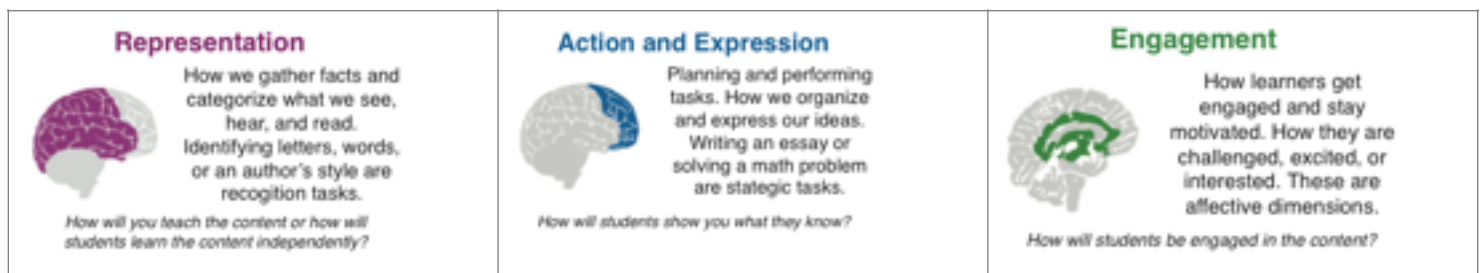 Representation
How we gather facts and
categorize what we see,
hear, and read.
Identifying letters, words,
or an author's style are
recogition tasks.
How will you teach the content or how will
students learn the content independently?
Action and Expression
Planning and performing
tasks. How we organize
and express our ideas.
Writing an essay or
solving a math problem
are stategic tasks.
How will students show you what they know?
Engagement
How learners get
engaged and stay
motivated. How they are
challenged, excited, or
interested. These are
affective dimensions.
How will students be engaged in the content?